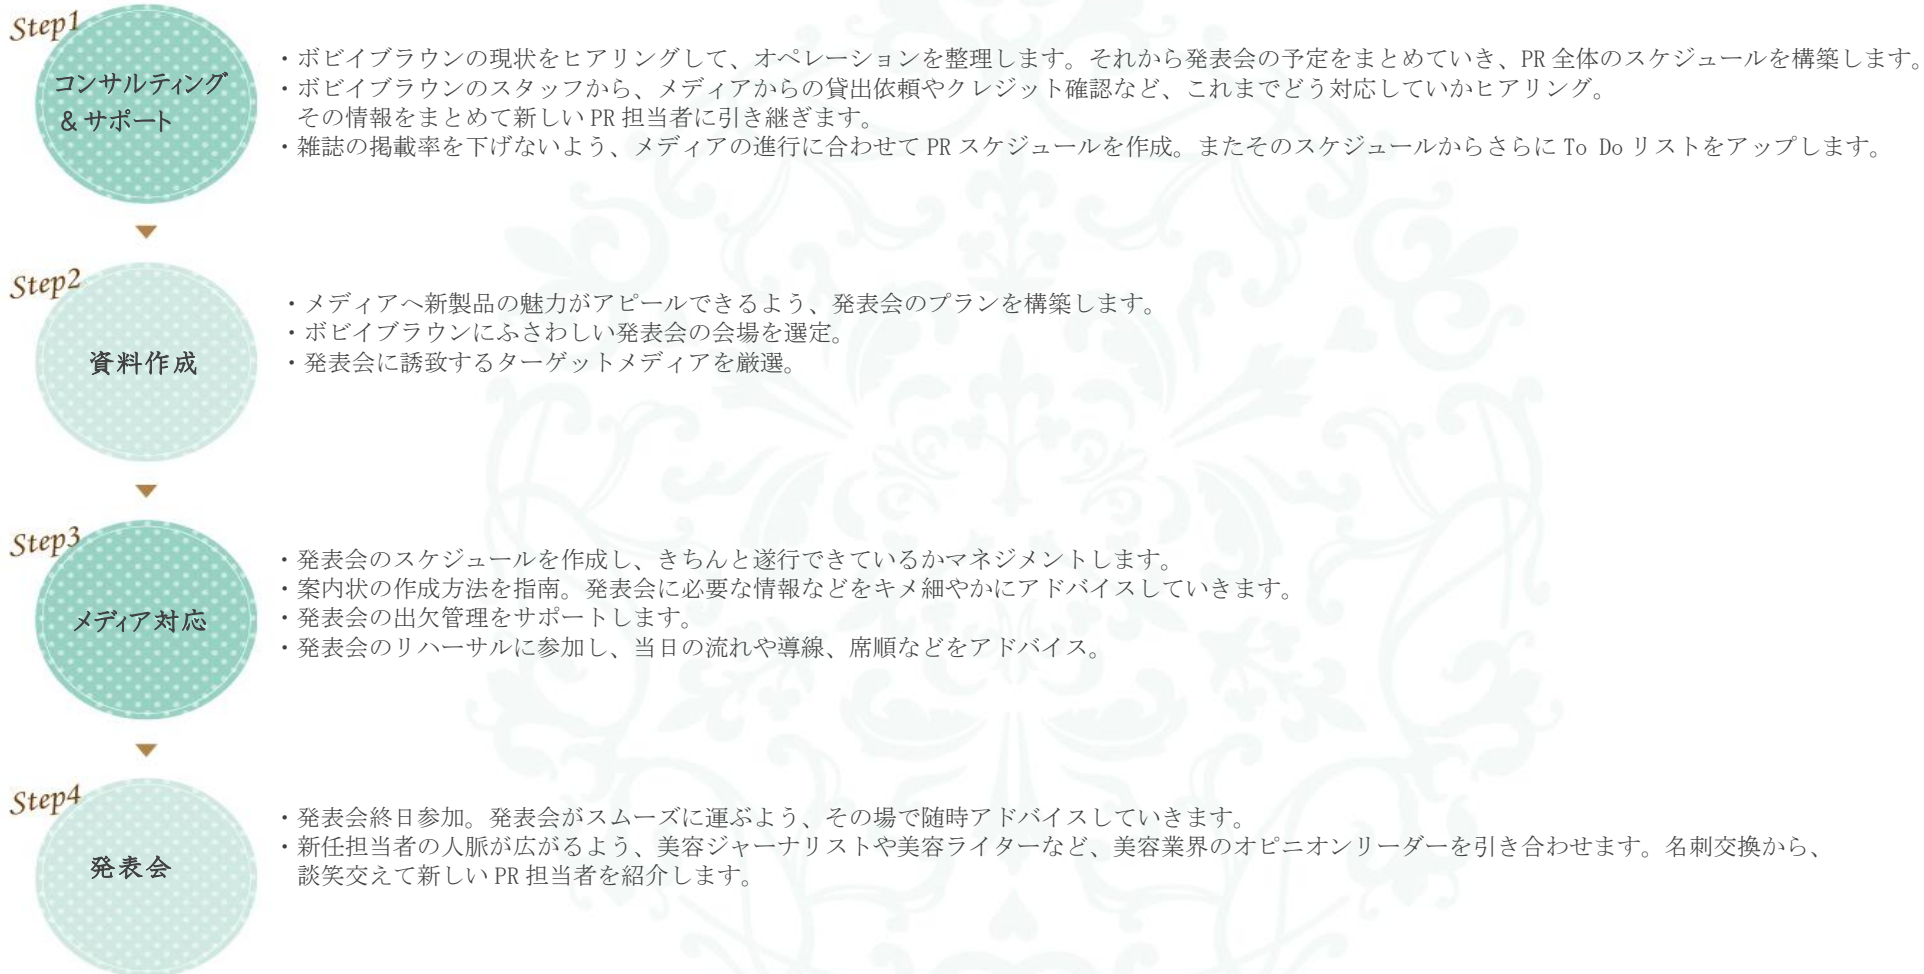 Step1
コンサルティング
& サポート
・ボビイブラウンの現状をヒアリングして、オペレーションを整理します。それから発表会の予定をまとめていき、PR 全体のスケジュールを構築します。
・ボビイブラウンのスタッフから、メディアからの貸出依頼やクレジット確認など、これまでどう対応していかヒアリング。
その情報をまとめて新しい PR 担当者に引き継ぎます。
・雑誌の掲載率を下げないよう、メディアの進行に合わせて PR スケジュールを作成。またそのスケジュールからさらに To Do リストをアップします。
Step2
資料作成
・メディアへ新製品の魅力がアピールできるよう、発表会のプランを構築します。
・ボビイブラウンにふさわしい発表会の会場を選定。
・発表会に誘致するターゲットメディアを厳選。
Step3
メディア対応
・発表会のスケジュールを作成し、きちんと遂行できているかマネジメントします。
・案内状の作成方法を指南。発表会に必要な情報などをキメ細やかにアドバイスしていきます。
・発表会の出欠管理をサポートします。
・発表会のリハーサルに参加し、当日の流れや導線、席順などをアドバイス。
Step4
発表会
・発表会終日参加。発表会がスムーズに運ぶよう、その場で随時アドバイスしていきます。
・新任担当者の人脈が広がるよう、美容ジャーナリストや美容ライターなど、美容業界のオピニオンリーダーを引き合わせます。名刺交換から、
談笑交えて新しい PR 担当者を紹介します。